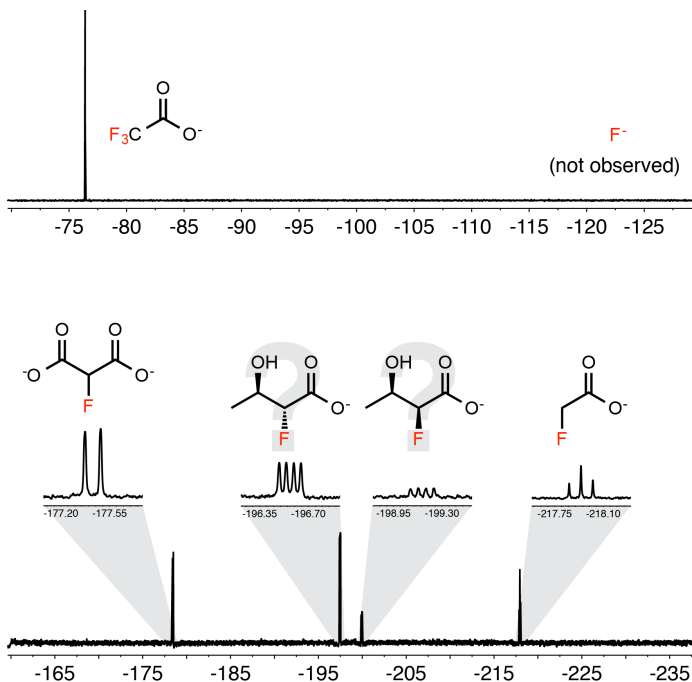 O
F₃C O⁻
F⁻
(not observed)
-75 -80 -85 -90 -95 -100 -105 -110 -115 -120 -125
? ?
O O
⁻O O⁻
F
OH O
O⁻
F
OH O
O⁻
F
O
O⁻
F
-177.20 -177.55
-196.35 -196.70
-198.95 -199.30
-217.75 -218.10
-165 -175 -185 -195 -205 -215 -225 -235